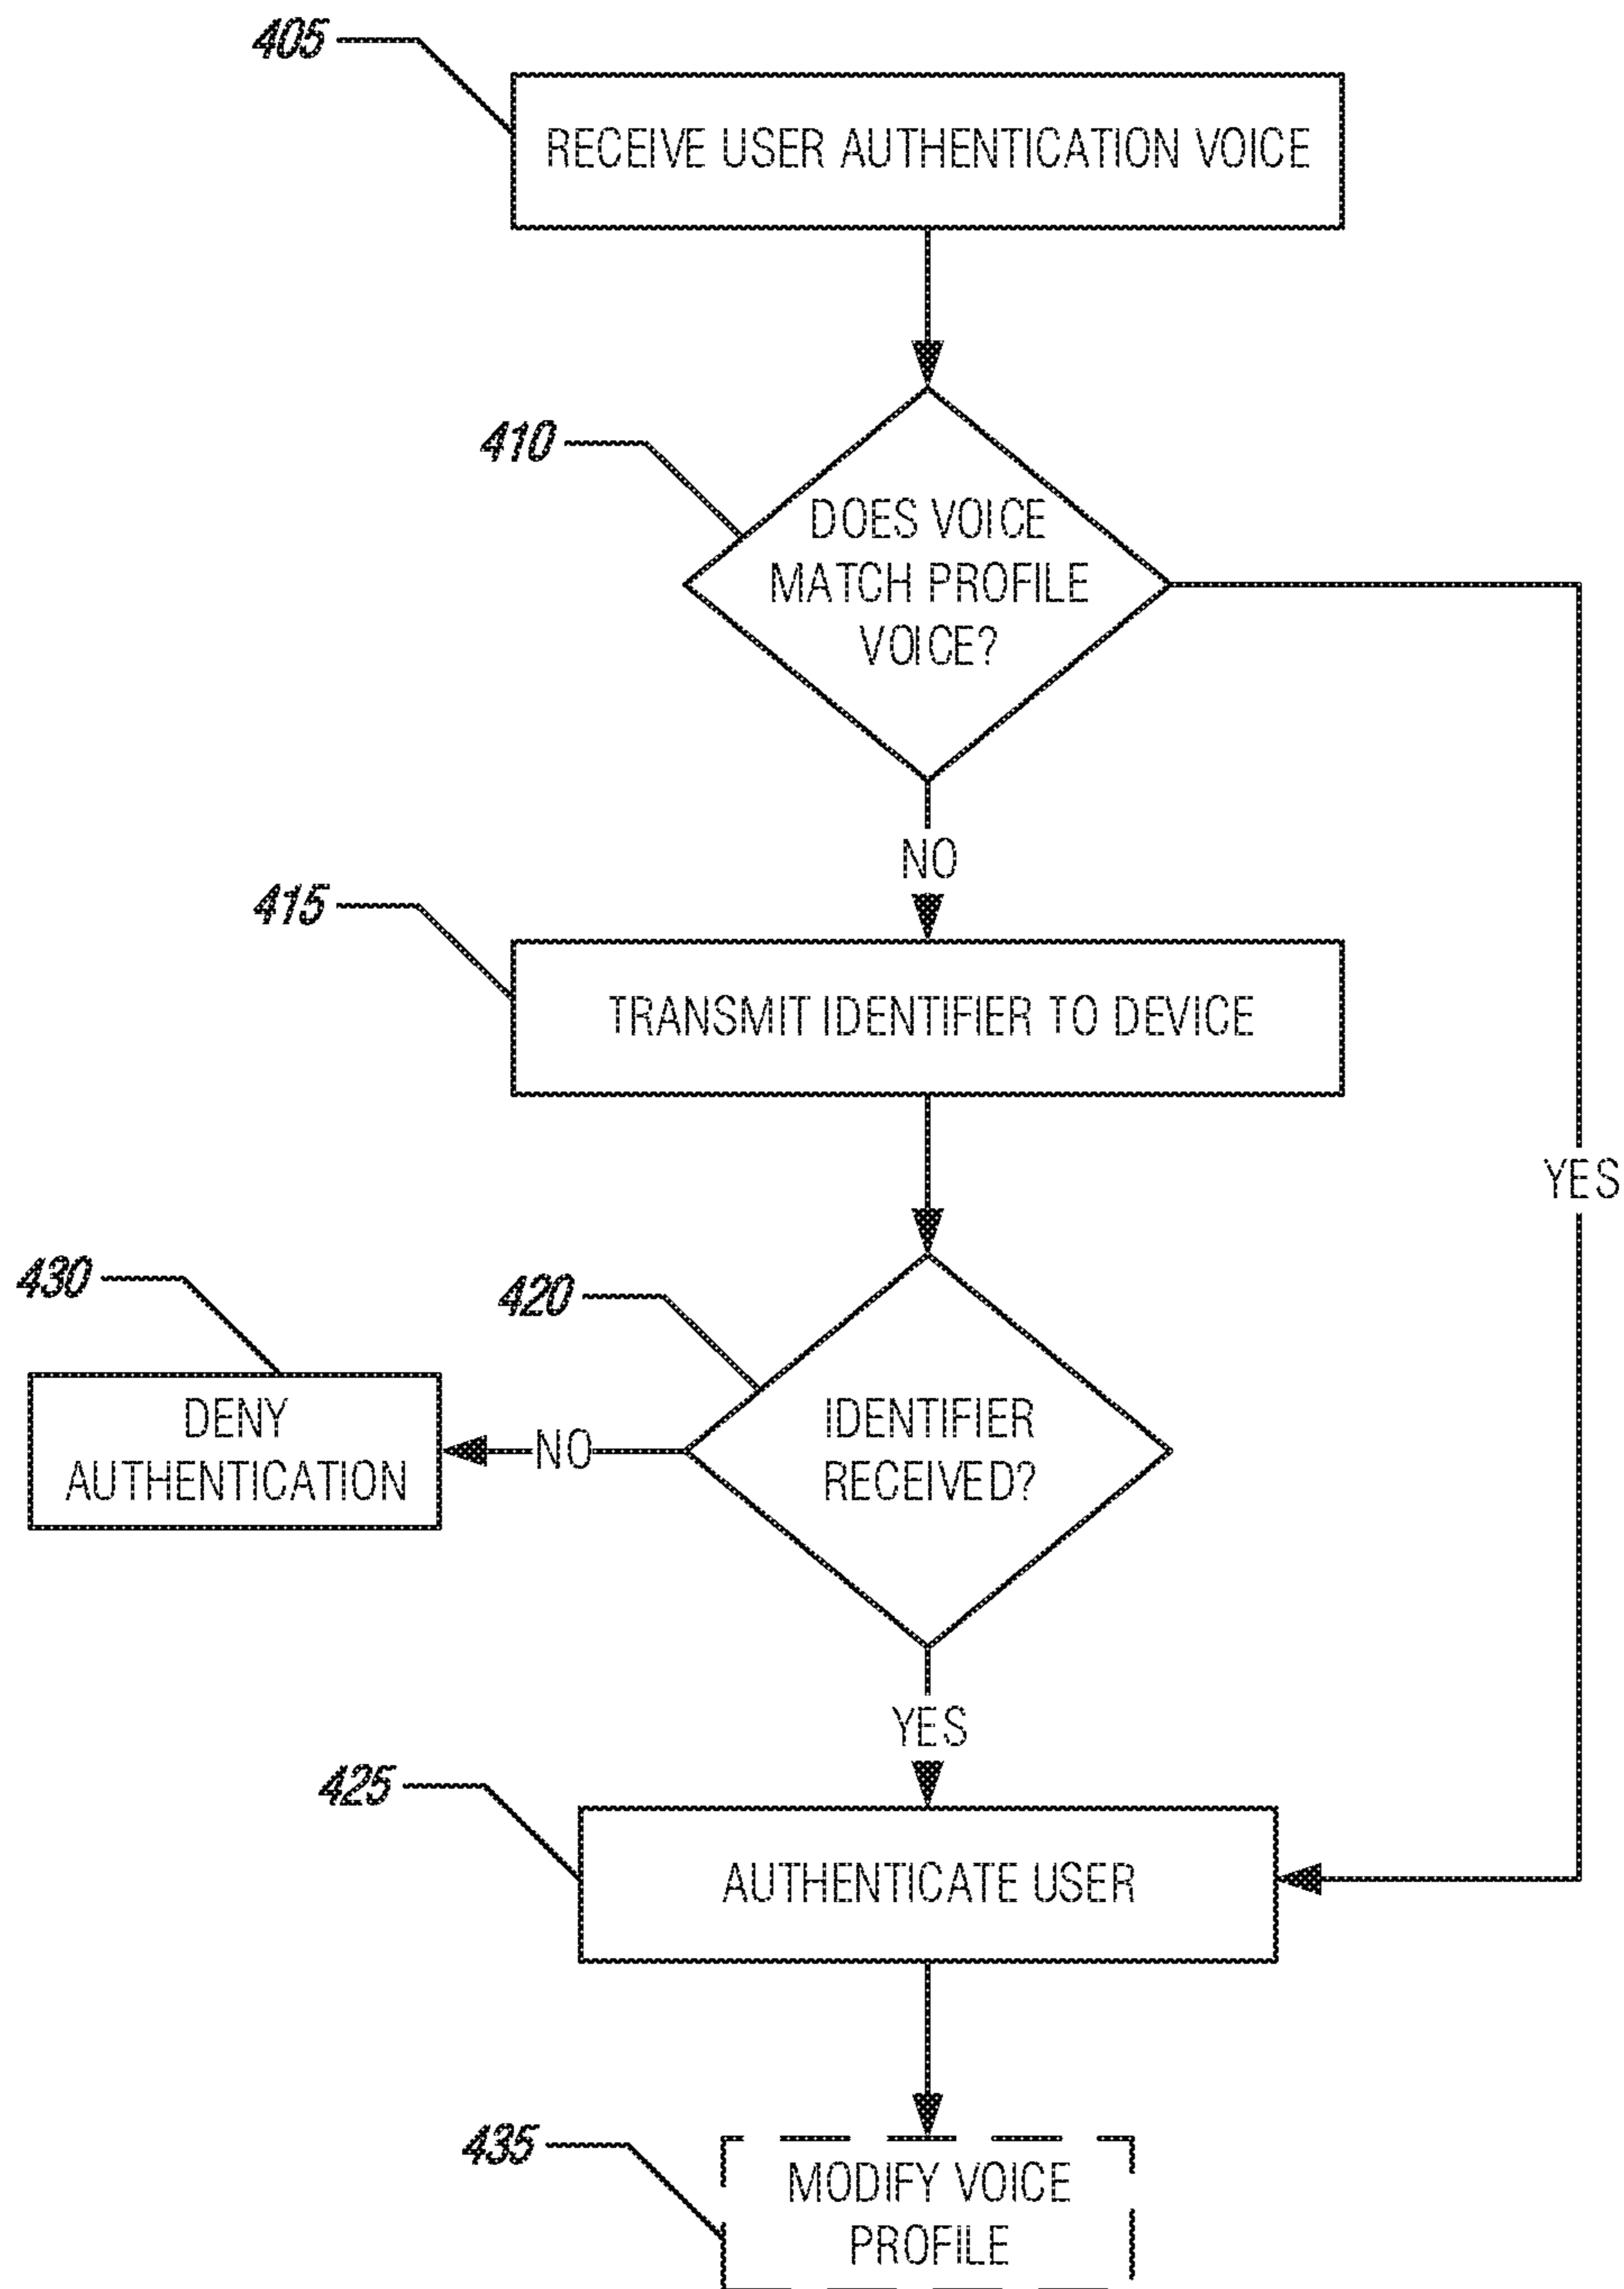 405
RECEIVE USER AUTHENTICATION VOICE
410
DOES VOICE
MATCH PROFILE
VOICE?
NO
415
TRANSMIT IDENTIFIER TO DEVICE
YES
430
420
DENY
AUTHENTICATION
NO
IDENTIFIER
RECEIVED?
YES
425
AUTHENTICATE USER
435
MODIFY VOICE
PROFILE